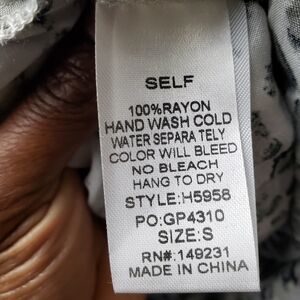 SELF
100%RAYON
HAND WASH COLD
WATER SEPARA TELY
COLOR WILL BLEED
NO BLEACH
HANG TO DRY
STYLE:H5958
PO:GP4310
SIZE:S
RN#:149231
MADE IN CHINA